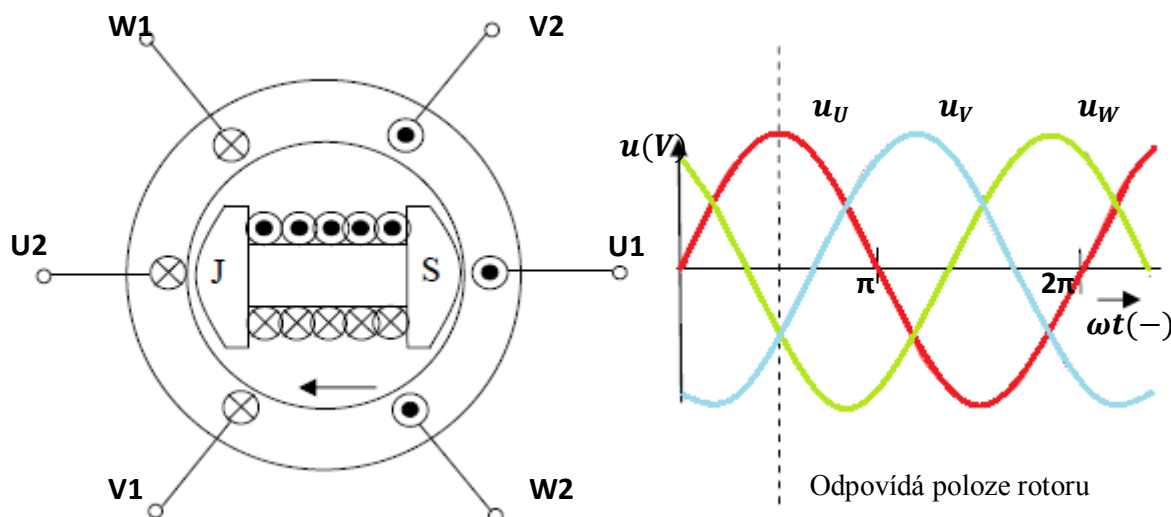 W1
V2
U2
J
S
U1
V1
W2
u(V)
u_U
u_V
u_W
π
2π
ωt(−)
Odpovídá poloze rotoru